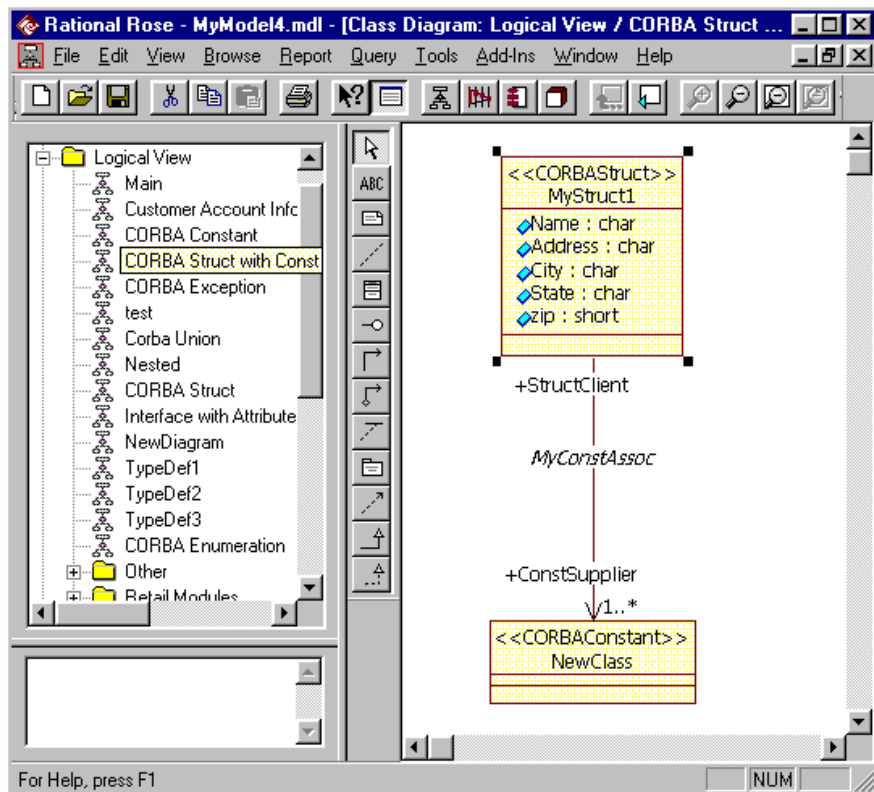 Rational Rose - MyModel4.mdl - [Class Diagram: Logical View / CORBA Struct ...
File Edit View Browse Report Query Tools Add-Ins Window Help
Logical View
Main
Customer Account Info
CORBA Constant
CORBA Struct with Const
CORBA Exception
test
Corba Union
Nested
CORBA Struct
Interface with Attribute
NewDiagram
TypeDef1
TypeDef2
TypeDef3
CORBA Enumeration
Other
Retail Modules
ABC
<<CORBAStruct>>
MyStruct1
Name : char
Address : char
City : char
State : char
zip : short
+StructClient
MyConstAssoc
+ConstSupplier
1..*
<<CORBAConstant>>
NewClass
For Help, press F1
NUM